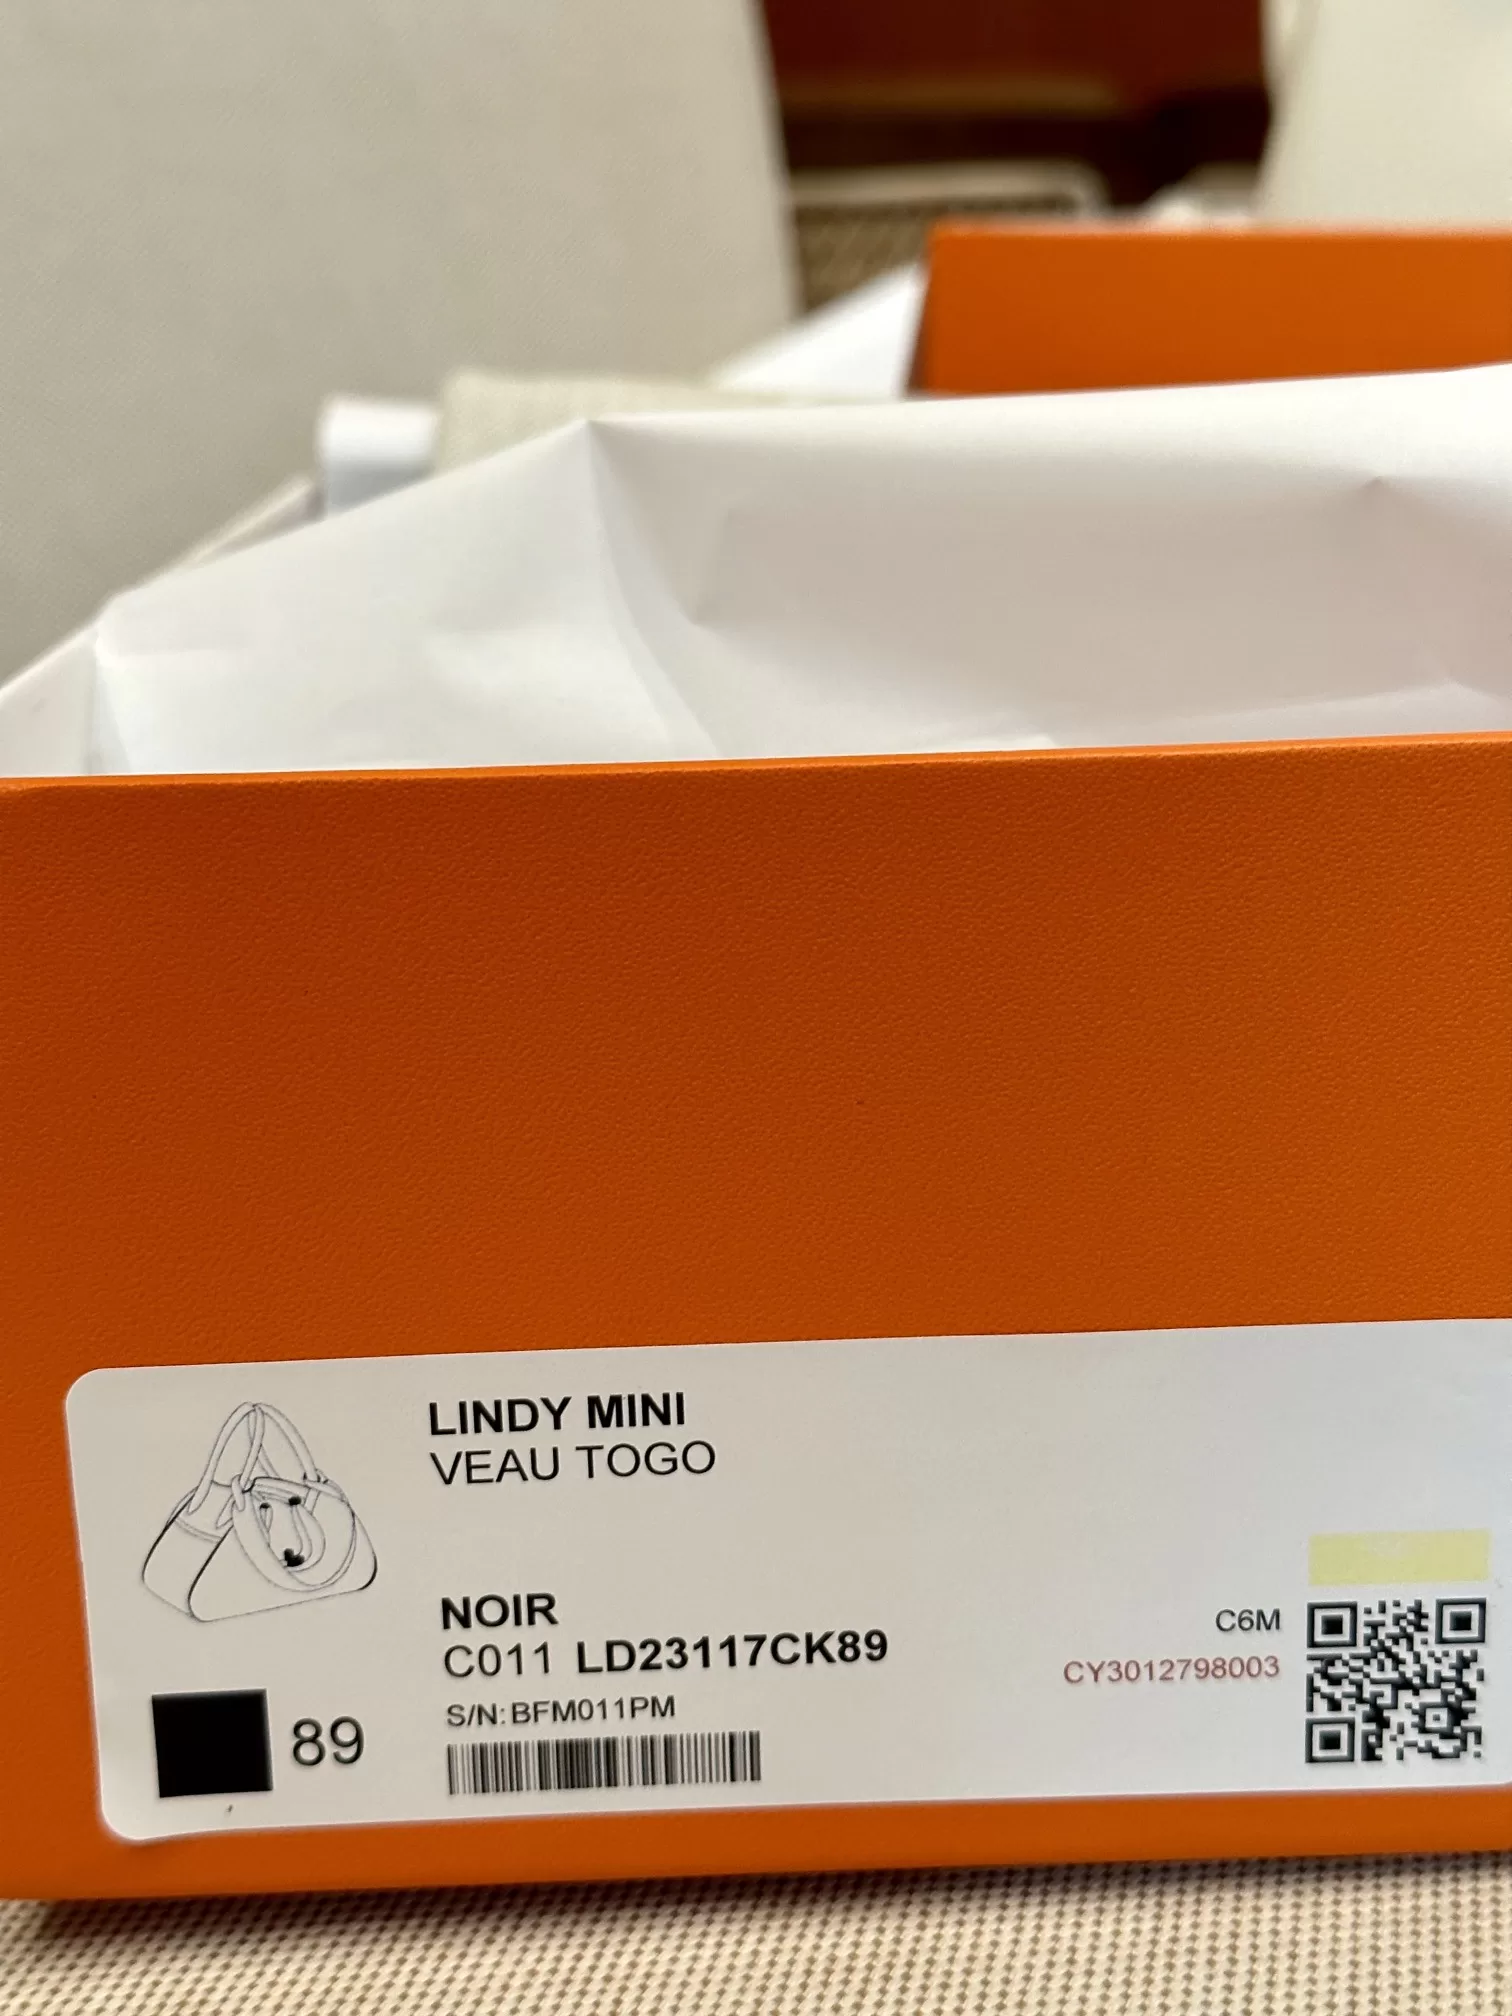 LINDY MINI
VEAU TOGO
NOIR
C011 LD23117CK89
S/N:BFM011PM
89
C6M
CY3012798003